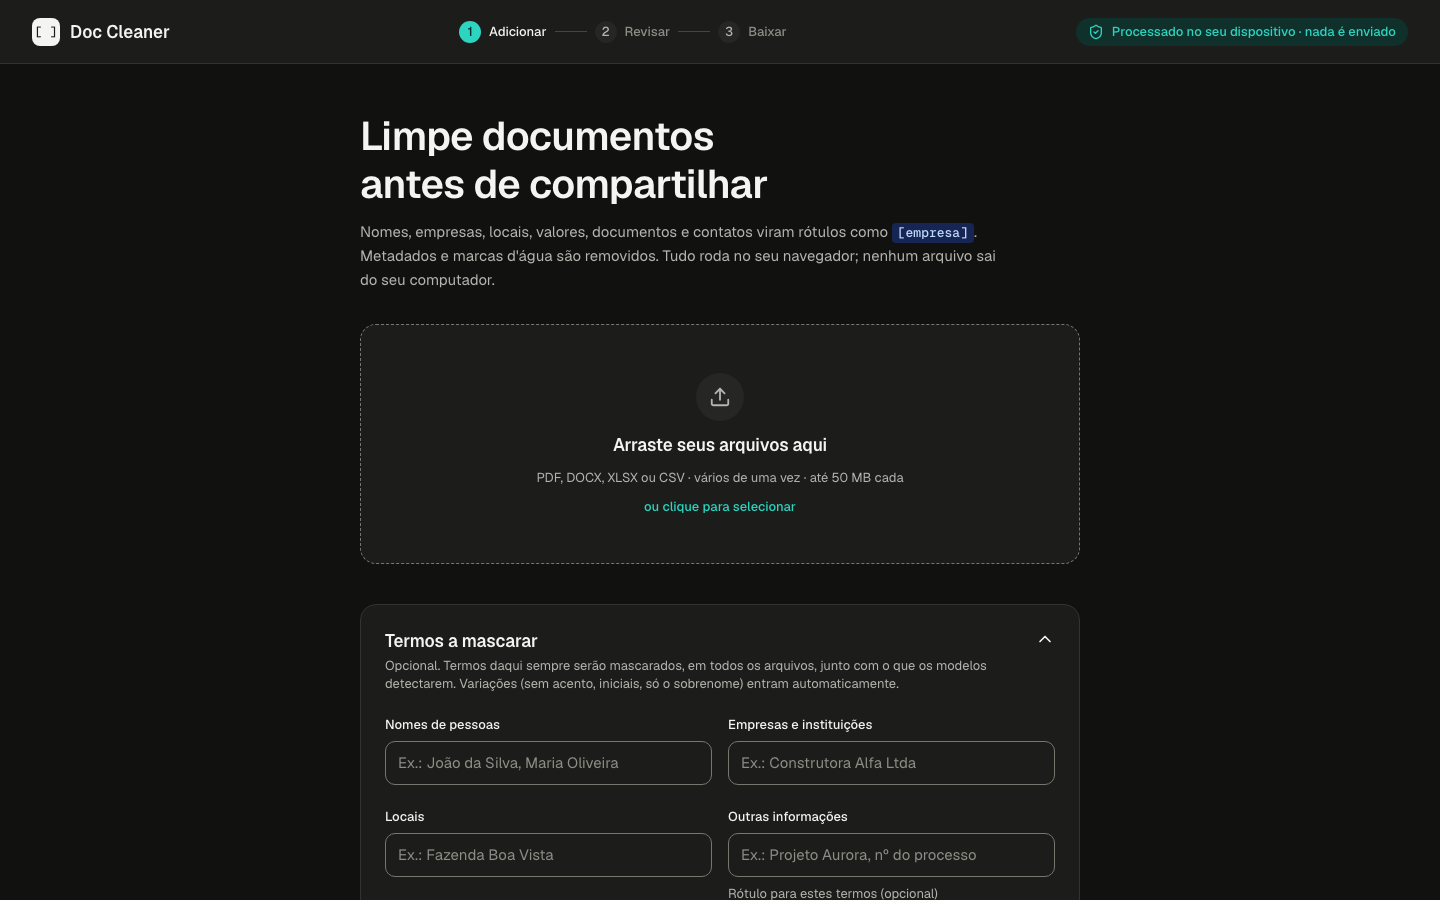 [ ] Doc Cleaner
1 Adicionar
2 Revisar
3 Baixar
Processado no seu dispositivo · nada é enviado
Limpe documentos
antes de compartilhar
Nomes, empresas, locais, valores, documentos e contatos viram rótulos como [empresa].
Metadados e marcas d'água são removidos. Tudo roda no seu navegador; nenhum arquivo sai
do seu computador.
Arraste seus arquivos aqui
PDF, DOCX, XLSX ou CSV · vários de uma vez · até 50 MB cada
ou clique para selecionar
Termos a mascarar
Opcional. Termos daqui sempre serão mascarados, em todos os arquivos, junto com o que os modelos
detectarem. Variações (sem acento, iniciais, só o sobrenome) entram automaticamente.
Nomes de pessoas
Ex.: João da Silva, Maria Oliveira
Empresas e instituições
Ex.: Construtora Alfa Ltda
Locais
Ex.: Fazenda Boa Vista
Outras informações
Ex.: Projeto Aurora, nº do processo
Rótulo para estes termos (opcional)